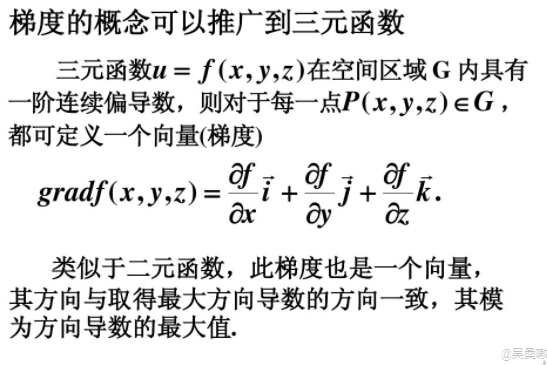 梯度的概念可以推广到三元函数
三元函数u = f(x,y,z)在空间区域 G 内具有
一阶连续偏导数，则对于每一点P(x,y,z)∈G，
都可定义一个向量(梯度)
gradf(x,y,z) = ∂f/∂x i⃗ + ∂f/∂y j⃗ + ∂f/∂z k⃗.
类似于二元函数，此梯度也是一个向量，
其方向与取得最大方向导数的方向一致，其模
为方向导数的最大值.
@吴桑嗷